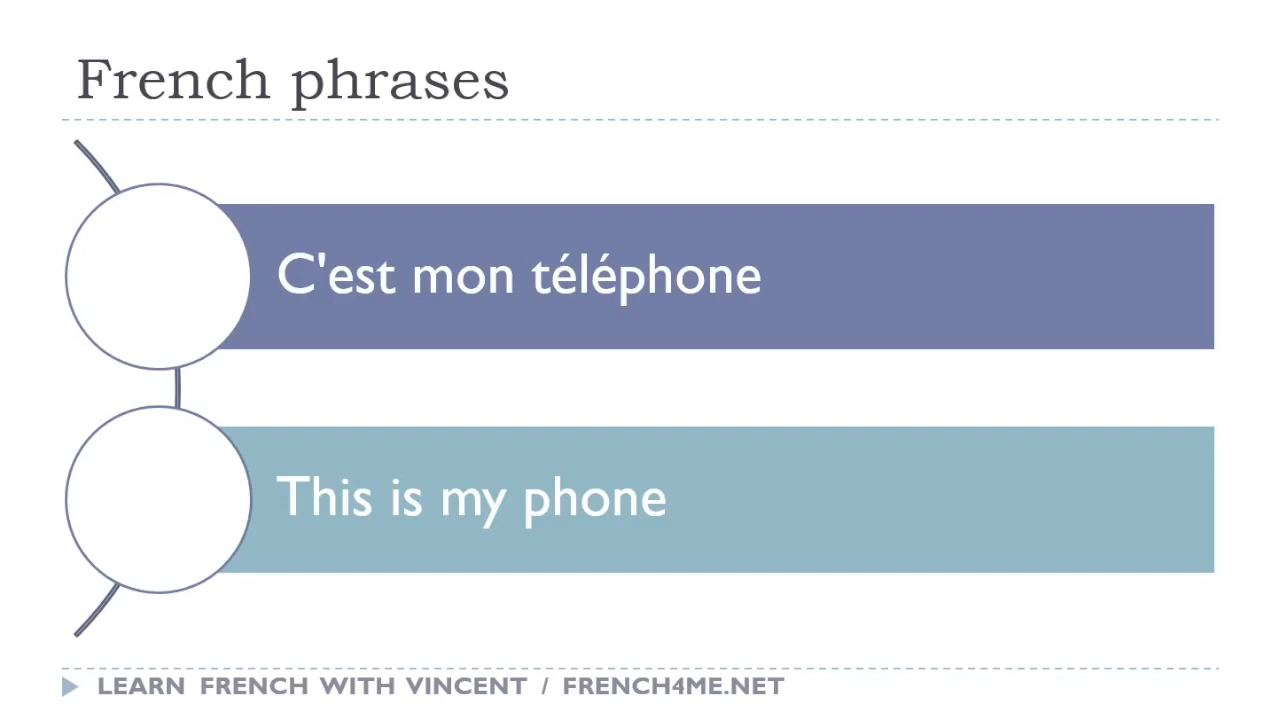 French phrases
C'est mon téléphone
This is my phone
LEARN FRENCH WITH VINCENT / FRENCH4ME.NET